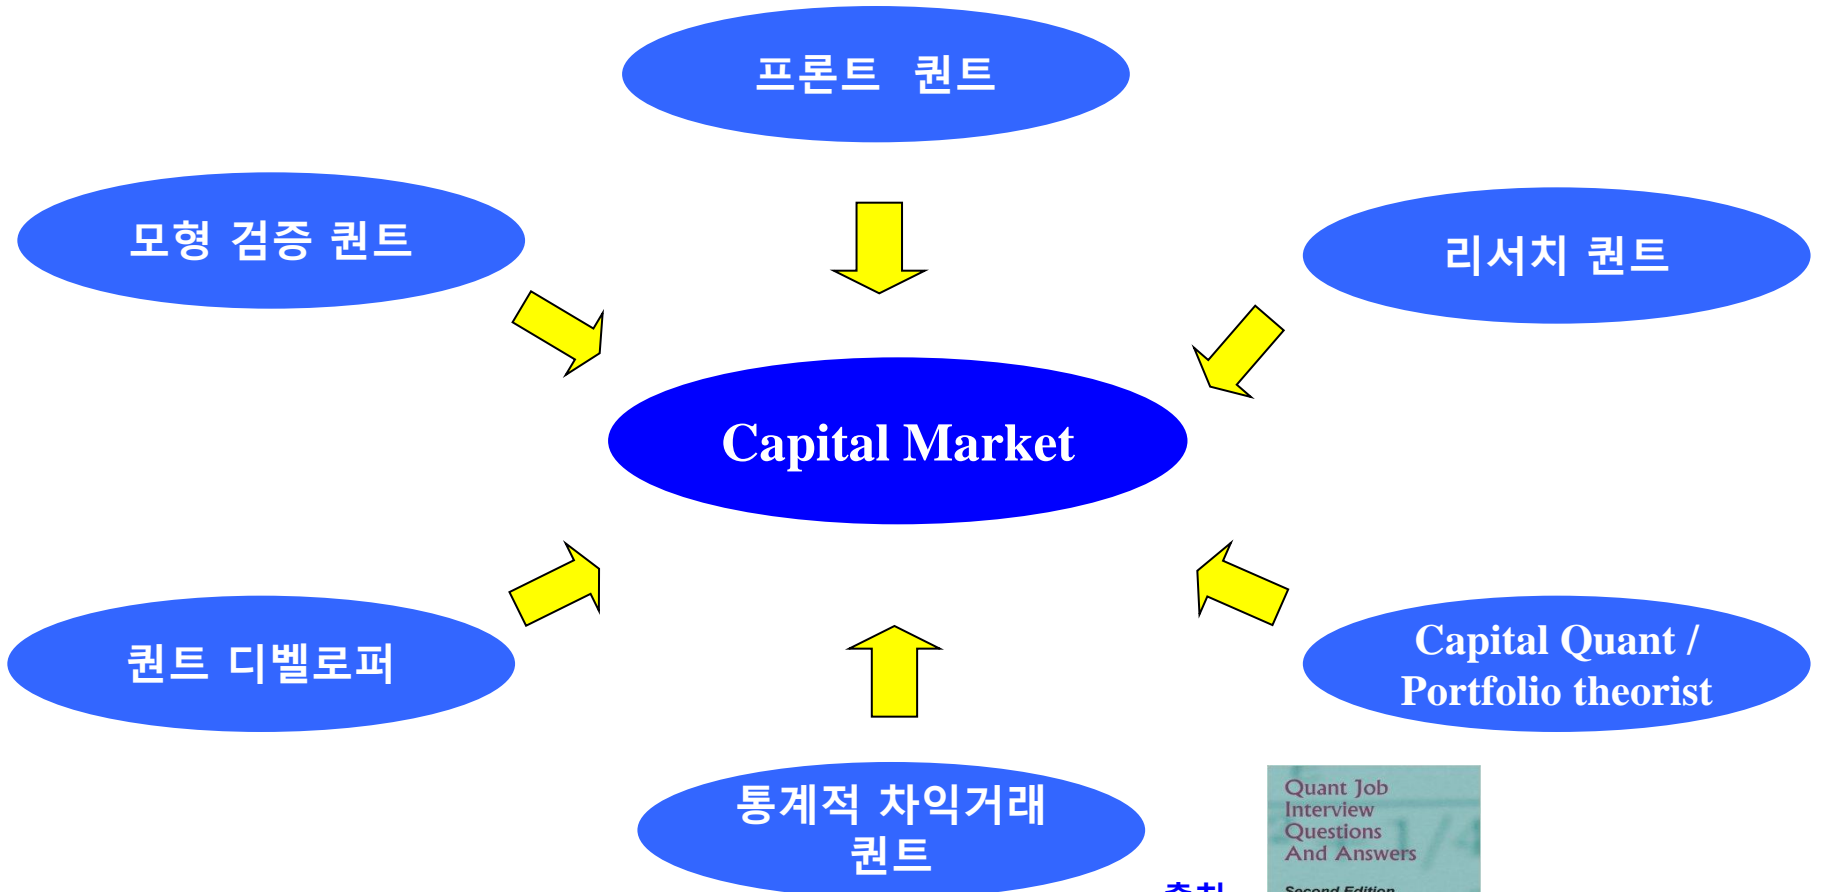 프론트 퀀트
모형 검증 퀀트
리서치 퀀트
Capital Market
퀀트 디벨로퍼
Capital Quant /
Portfolio theorist
통계적 차익거래
퀀트
Quant Job
Interview
Questions
And Answers
Second Edition